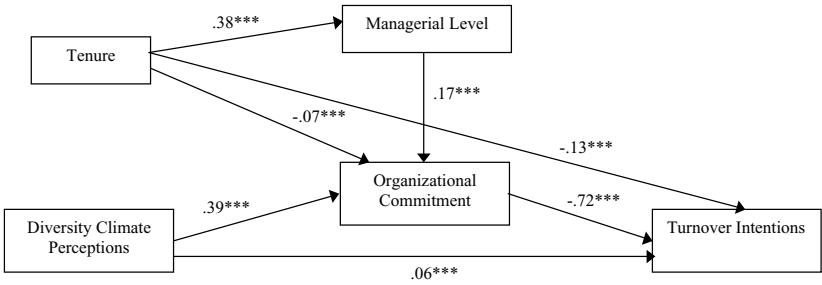 .38***
Managerial Level
Tenure
.17***
-.07***
-.13***
Organizational
Commitment
.39***
-.72***
Diversity Climate
Perceptions
Turnover Intentions
.06***